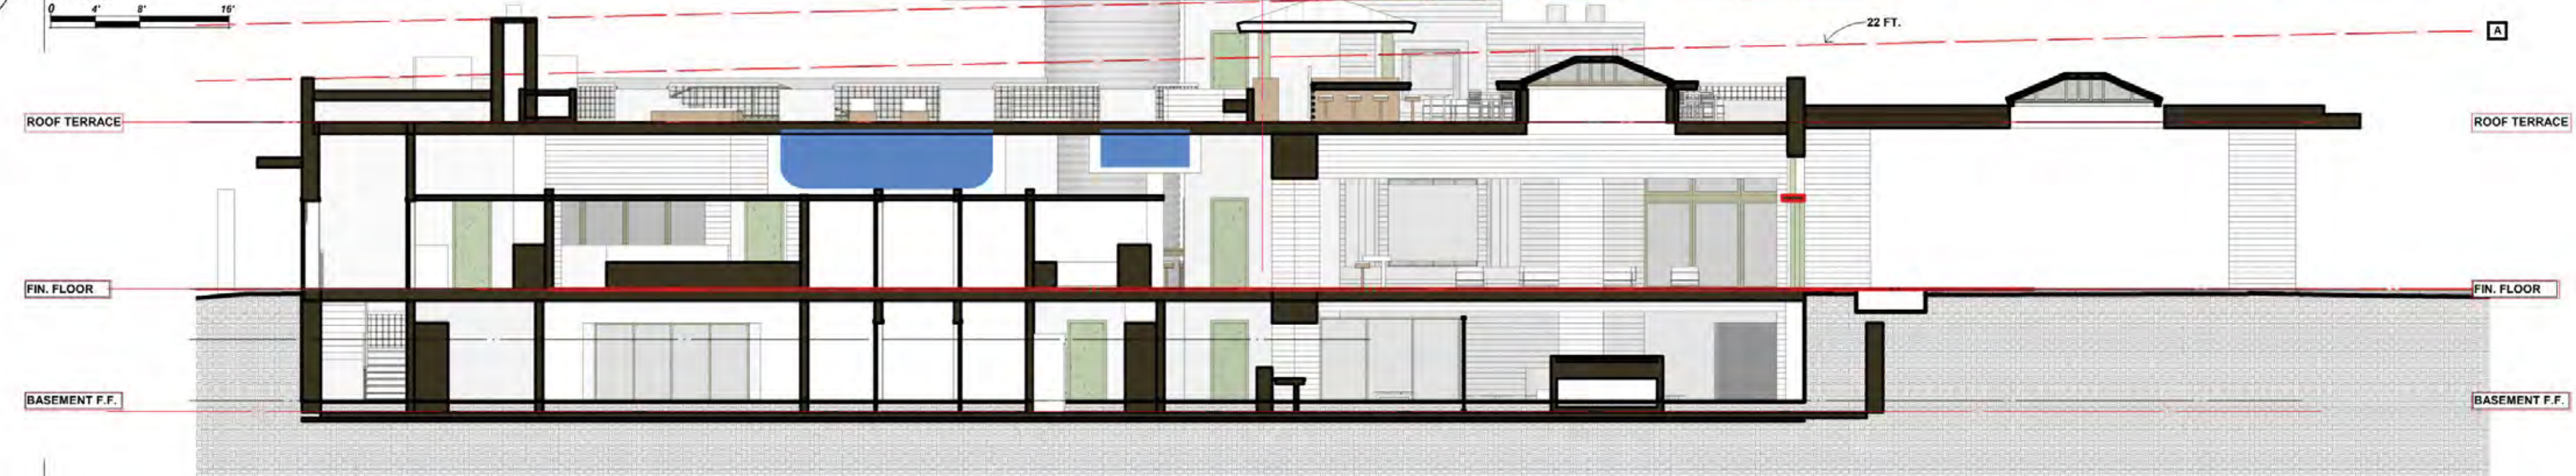 0 4' 8' 16'
22 FT.
A
ROOF TERRACE
ROOF TERRACE
FIN. FLOOR
FIN. FLOOR
BASEMENT F.F.
BASEMENT F.F.